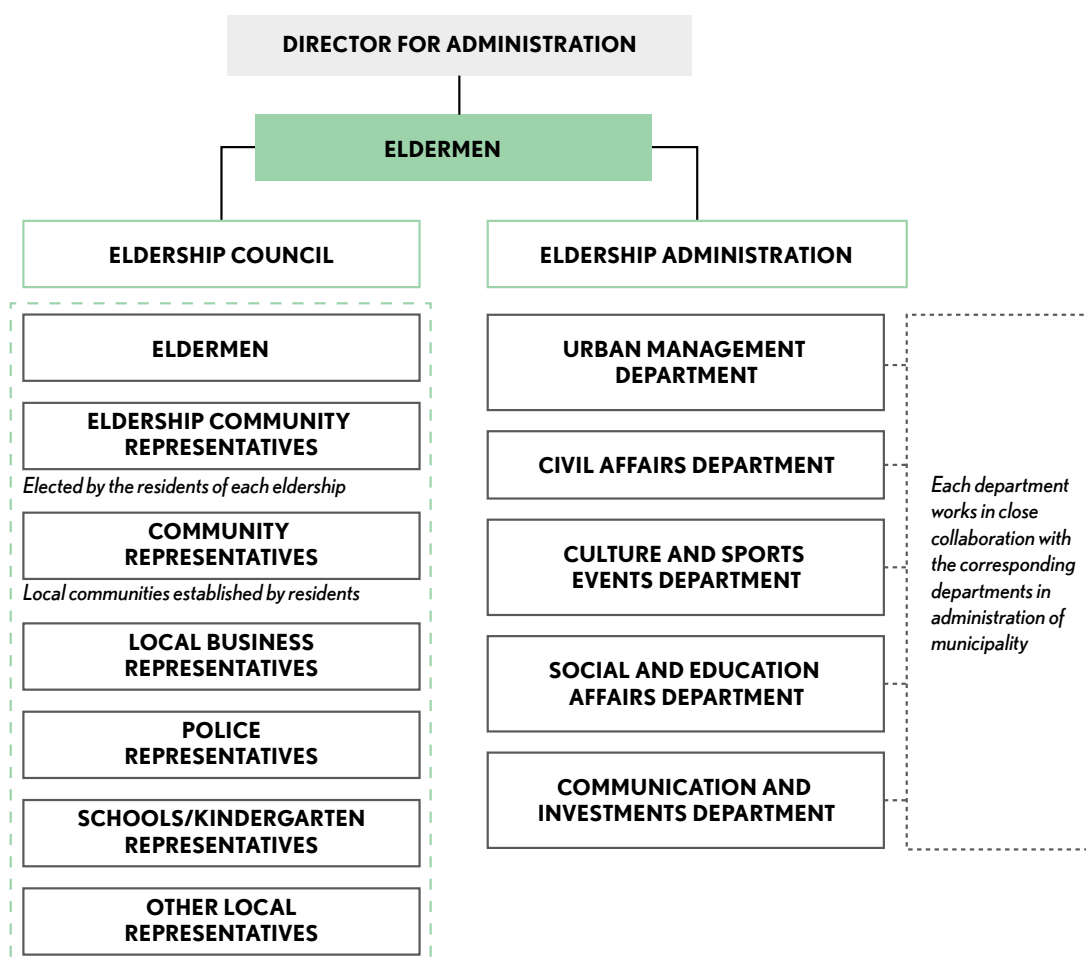 DIRECTOR FOR ADMINISTRATION
ELDERMEN
ELDERSHIP COUNCIL
ELDERMEN
ELDERSHIP COMMUNITY
REPRESENTATIVES
Elected by the residents of each eldership
COMMUNITY
REPRESENTATIVES
Local communities established by residents
LOCAL BUSINESS
REPRESENTATIVES
POLICE
REPRESENTATIVES
SCHOOLS/KINDERGARTEN
REPRESENTATIVES
OTHER LOCAL
REPRESENTATIVES
ELDERSHIP ADMINISTRATION
URBAN MANAGEMENT
DEPARTMENT
CIVIL AFFAIRS DEPARTMENT
CULTURE AND SPORTS
EVENTS DEPARTMENT
SOCIAL AND EDUCATION
AFFAIRS DEPARTMENT
COMMUNICATION AND
INVESTMENTS DEPARTMENT
Each department
works in close
collaboration with
the corresponding
departments in
administration of
municipality